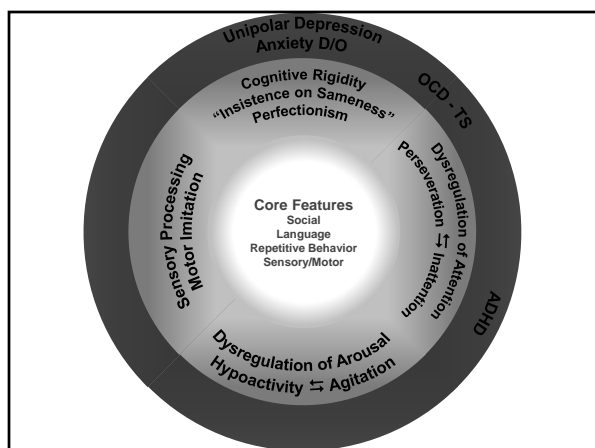 Unipolar Depression
Anxiety D/O
OCD - TS
ADHD
Cognitive Rigidity
“Insistence on Sameness”
Perfectionism
Dysregulation of Attention
Perseveration ⇆ Inattention
Sensory Processing
Motor Imitation
Core Features
Social
Language
Repetitive Behavior
Sensory/Motor
Dysregulation of Arousal
Hypoactivity ⇆ Agitation